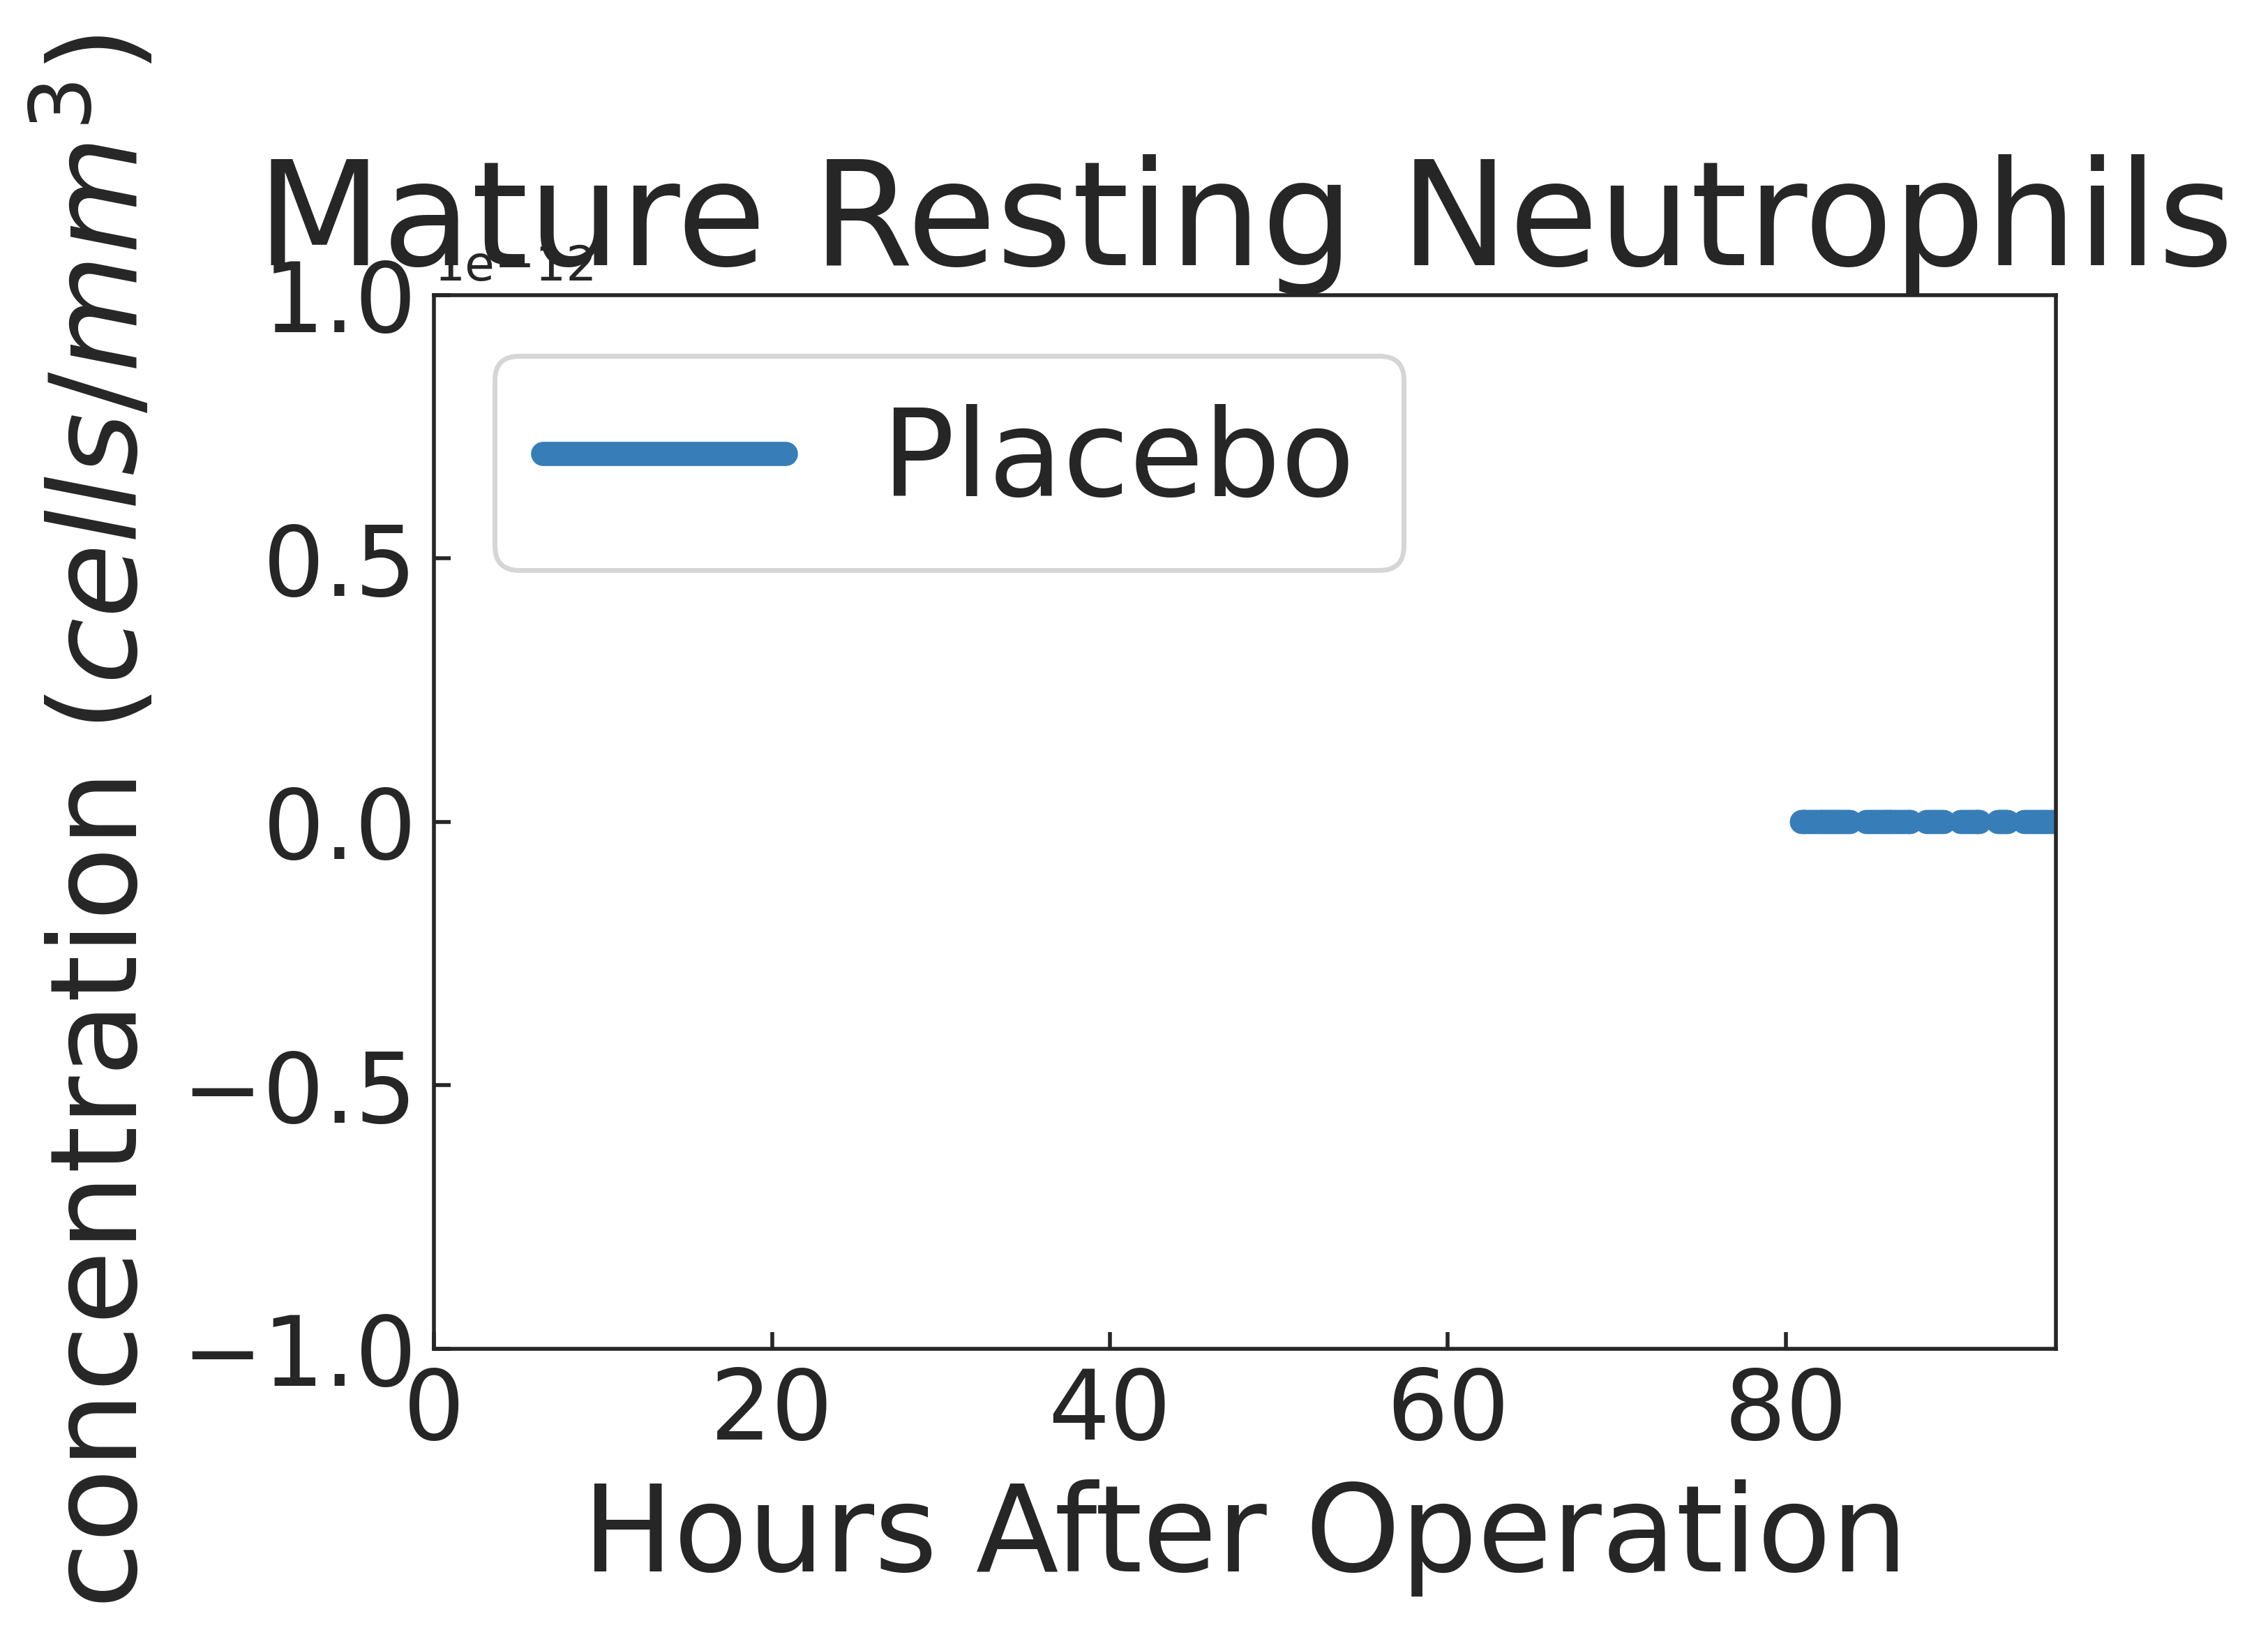 Mature Resting Neutrophils
1e−12
1.0
0.5
0.0
−0.5
−1.0
concentration (cells/mm³)
Placebo
0 20 40 60 80
Hours After Operation